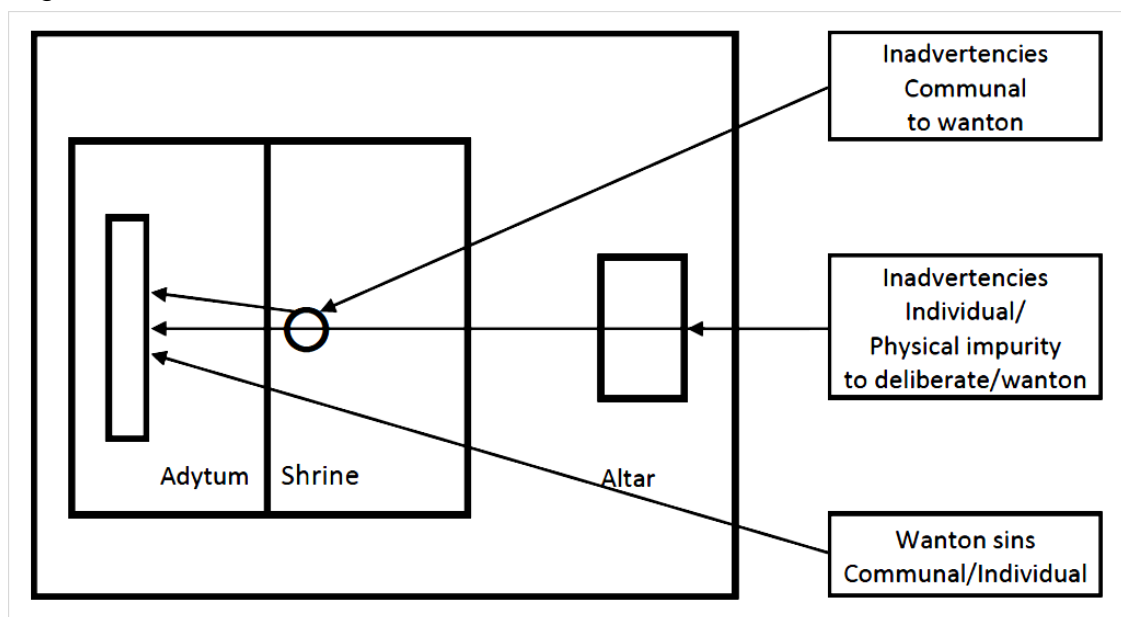 Inadvertencies
Communal
to wanton
Inadvertencies
Individual/
Physical impurity
to deliberate/wanton
Adytum
Shrine
Altar
Wanton sins
Communal/Individual